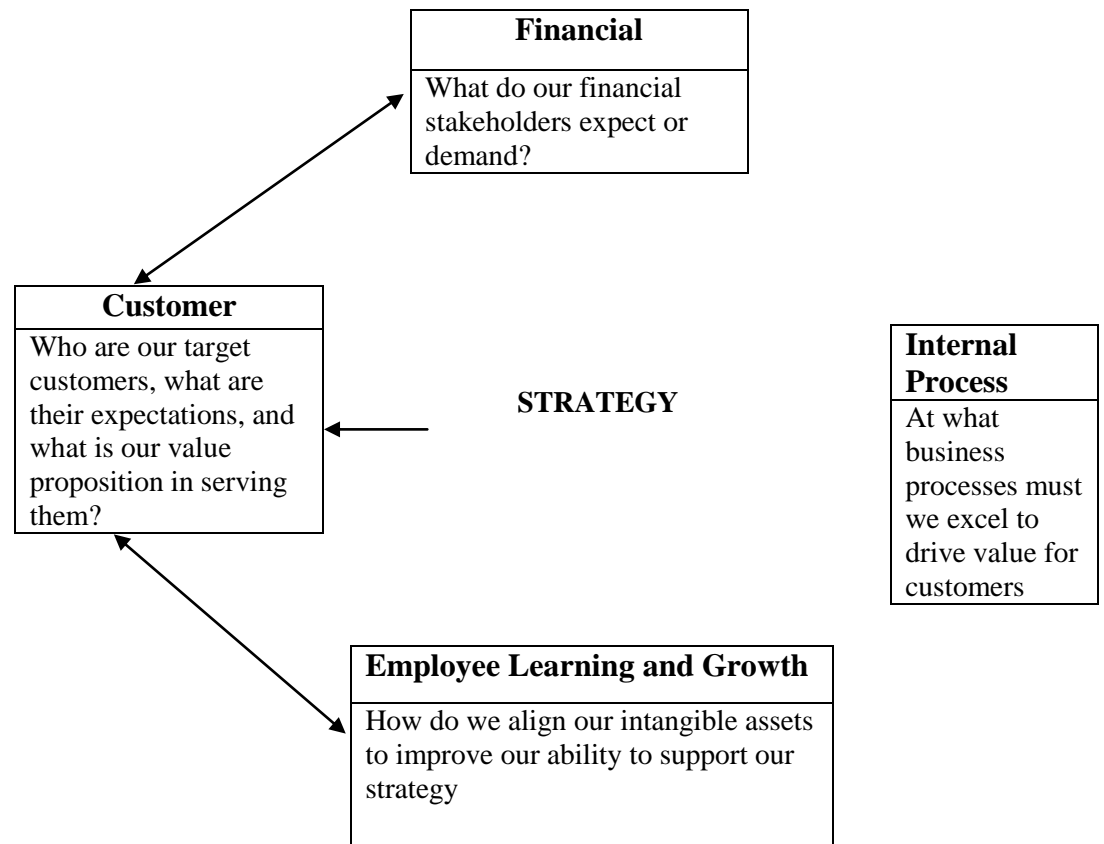 Financial
What do our financial
stakeholders expect or
demand?
Customer
Who are our target
customers, what are
their expectations, and
what is our value
proposition in serving
them?
STRATEGY
Internal
Process
At what
business
processes must
we excel to
drive value for
customers
Employee Learning and Growth
How do we align our intangible assets
to improve our ability to support our
strategy